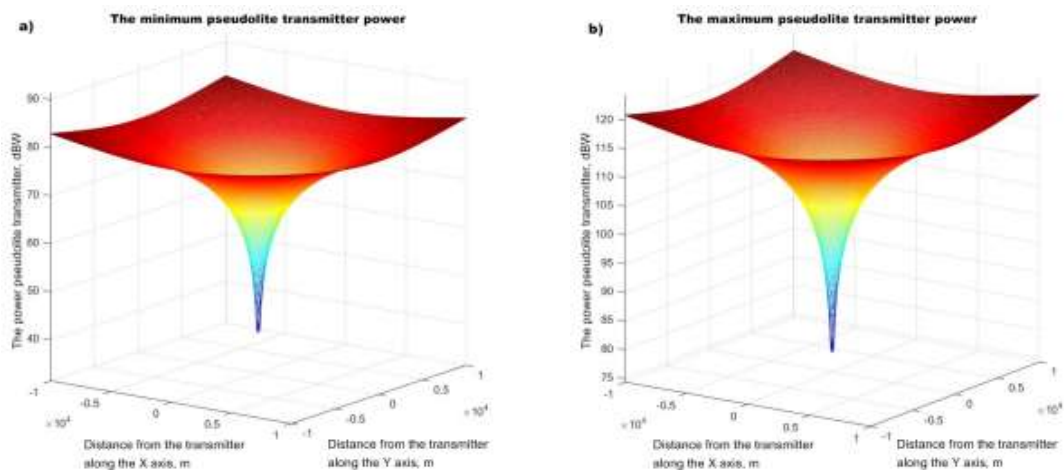 a)
The minimum pseudolite transmitter power
The power pseudolite transmitter, dBW
90
80
70
60
50
40
-1
-0.5
0
0.5
1
×10⁴
Distance from the transmitter
along the X axis, m
-1
-0.5
0
0.5
1
×10⁴
Distance from the transmitter
along the Y axis, m
b)
The maximum pseudolite transmitter power
The power pseudolite transmitter, dBW
120
115
110
105
100
95
90
85
80
75
-1
-0.5
0
0.5
1
×10⁴
Distance from the transmitter
along the X axis, m
-1
-0.5
0
0.5
1
×10⁴
Distance from the transmitter
along the Y axis, m